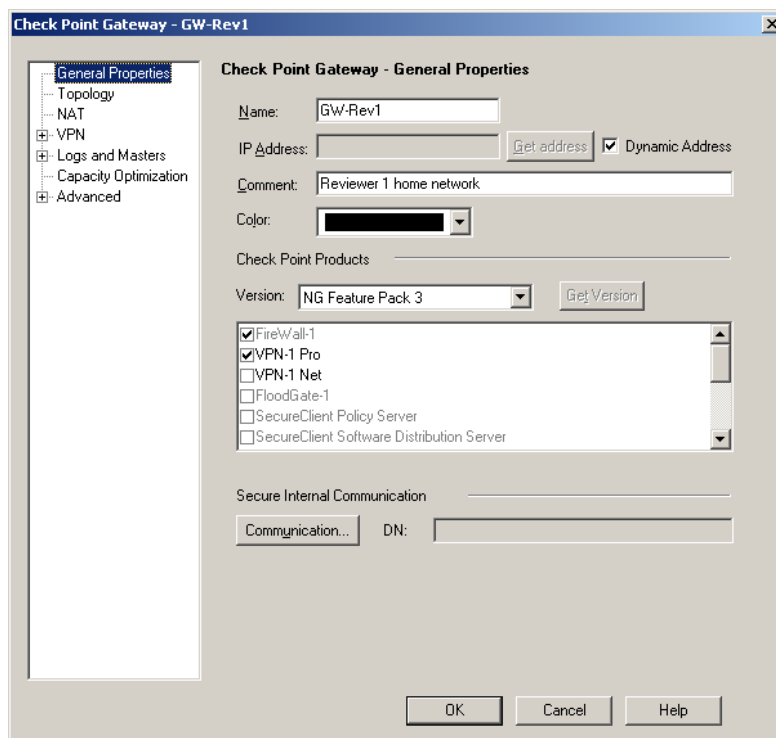 Check Point Gateway - GW-Rev1
General Properties
Topology
NAT
VPN
Logs and Masters
Capacity Optimization
Advanced
Check Point Gateway - General Properties
Name: GW-Rev1
IP Address: Get address Dynamic Address
Comment: Reviewer 1 home network
Color:
Check Point Products
Version: NG Feature Pack 3 Get Version
FireWall-1
VPN-1 Pro
VPN-1 Net
FloodGate-1
SecureClient Policy Server
SecureClient Software Distribution Server
Secure Internal Communication
Communication... DN:
OK Cancel Help